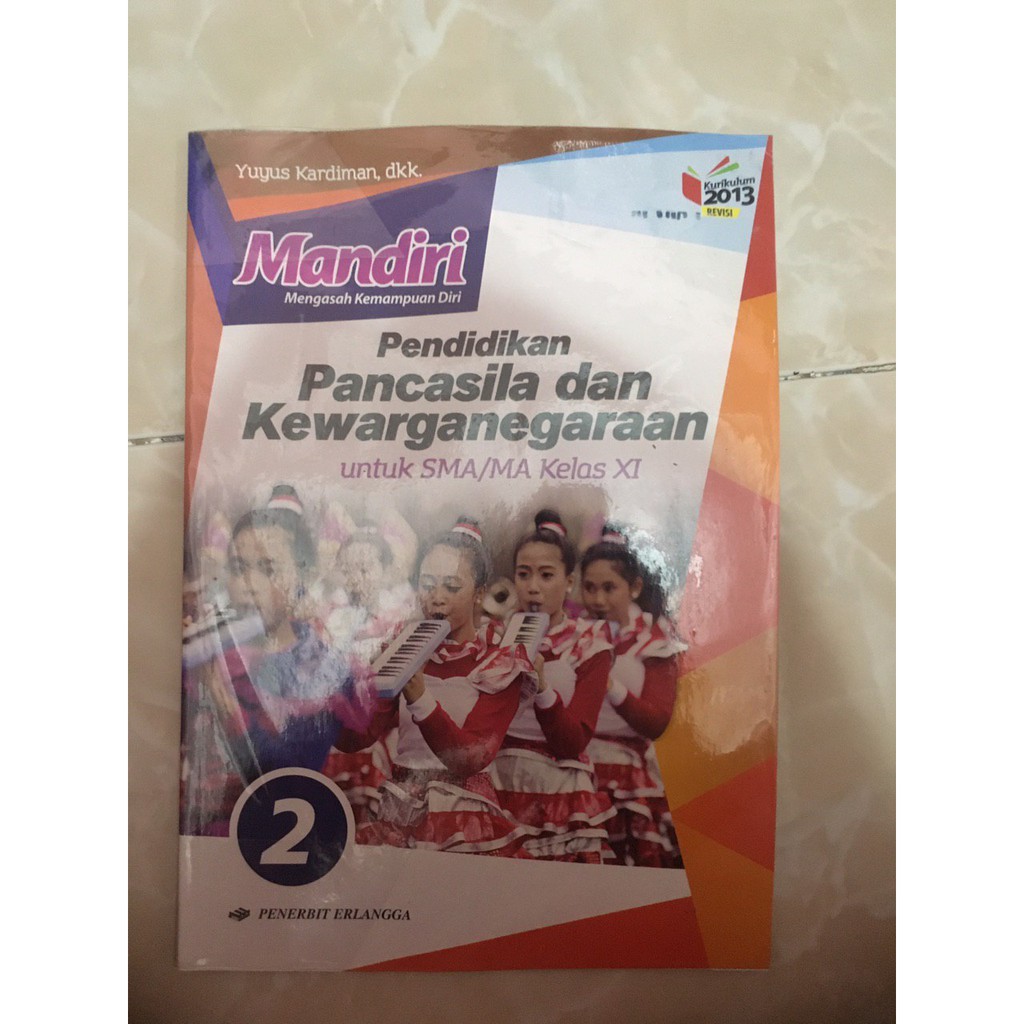 Yuyus Kardiman, dkk.
Kurikulum
2013
REVISI
Mandiri
Mengasah Kemampuan Diri
Pendidikan
Pancasila dan
Kewarganegaraan
untuk SMA/MA Kelas XI
2
PENERBIT ERLANGGA